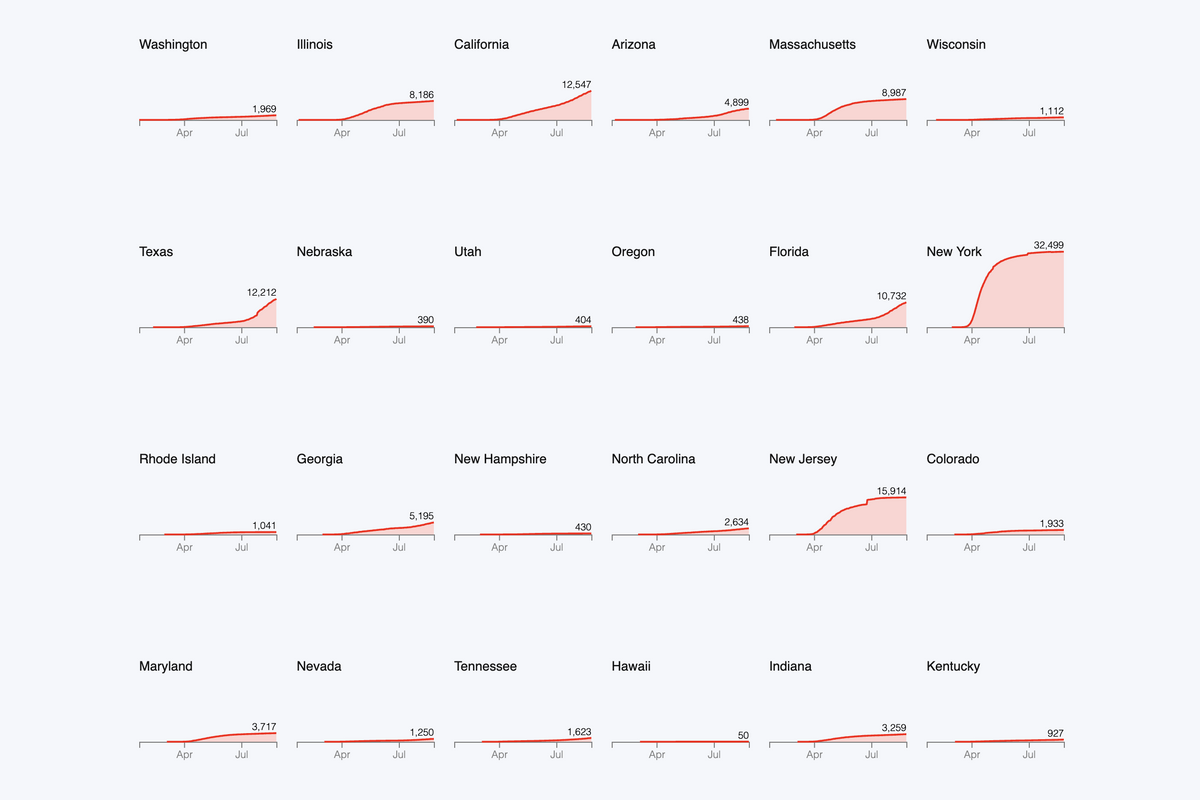 Washington Illinois California Arizona Massachusetts Wisconsin
1,969 8,186 12,547 4,899 8,987 1,112
Apr Jul Apr Jul Apr Jul Apr Jul Apr Jul Apr Jul
Texas Nebraska Utah Oregon Florida New York
12,212 390 404 438 10,732 32,499
Apr Jul Apr Jul Apr Jul Apr Jul Apr Jul Apr Jul
Rhode Island Georgia New Hampshire North Carolina New Jersey Colorado
1,041 5,195 430 2,634 15,914 1,933
Apr Jul Apr Jul Apr Jul Apr Jul Apr Jul Apr Jul
Maryland Nevada Tennessee Hawaii Indiana Kentucky
3,717 1,250 1,623 50 3,259 927
Apr Jul Apr Jul Apr Jul Apr Jul Apr Jul Apr Jul